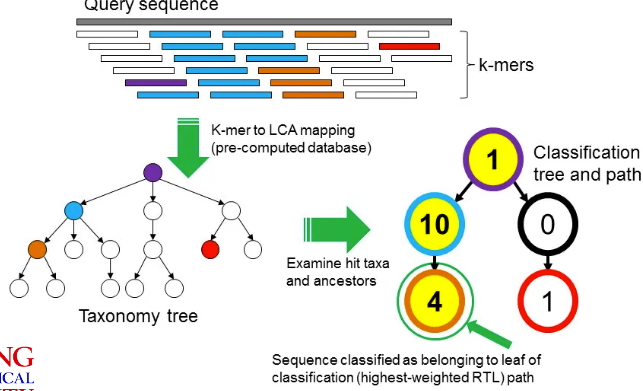 Query sequence
k-mers
K-mer to LCA mapping
(pre-computed database)
1
Classification
tree and path
10
0
Examine hit taxa
and ancestors
4
1
Taxonomy tree
Sequence classified as belonging to leaf of
classification (highest-weighted RTL) path
NG
ICAL